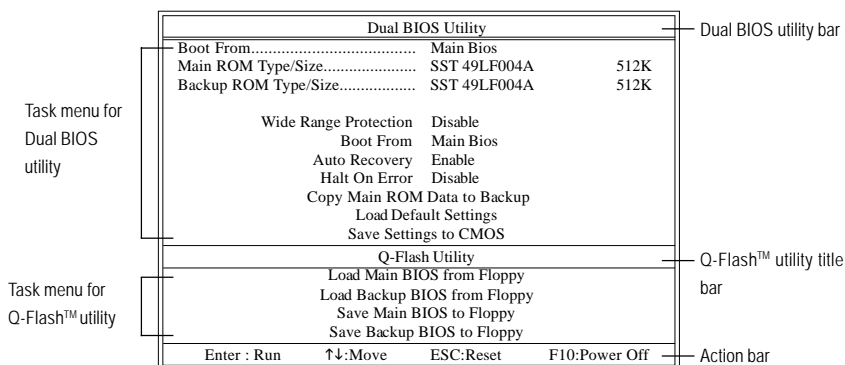 Dual BIOS Utility
Dual BIOS utility bar
Boot From....................................... Main Bios
Main ROM Type/Size...................... SST 49LF004A 512K
Backup ROM Type/Size.................. SST 49LF004A 512K
Task menu for
Dual BIOS
utility
Wide Range Protection Disable
Boot From Main Bios
Auto Recovery Enable
Halt On Error Disable
Copy Main ROM Data to Backup
Load Default Settings
Save Settings to CMOS
Q-Flash Utility
Q-Flash™ utility title
bar
Task menu for
Q-Flash™ utility
Load Main BIOS from Floppy
Load Backup BIOS from Floppy
Save Main BIOS to Floppy
Save Backup BIOS to Floppy
Enter : Run ↑↓:Move ESC:Reset F10:Power Off
Action bar